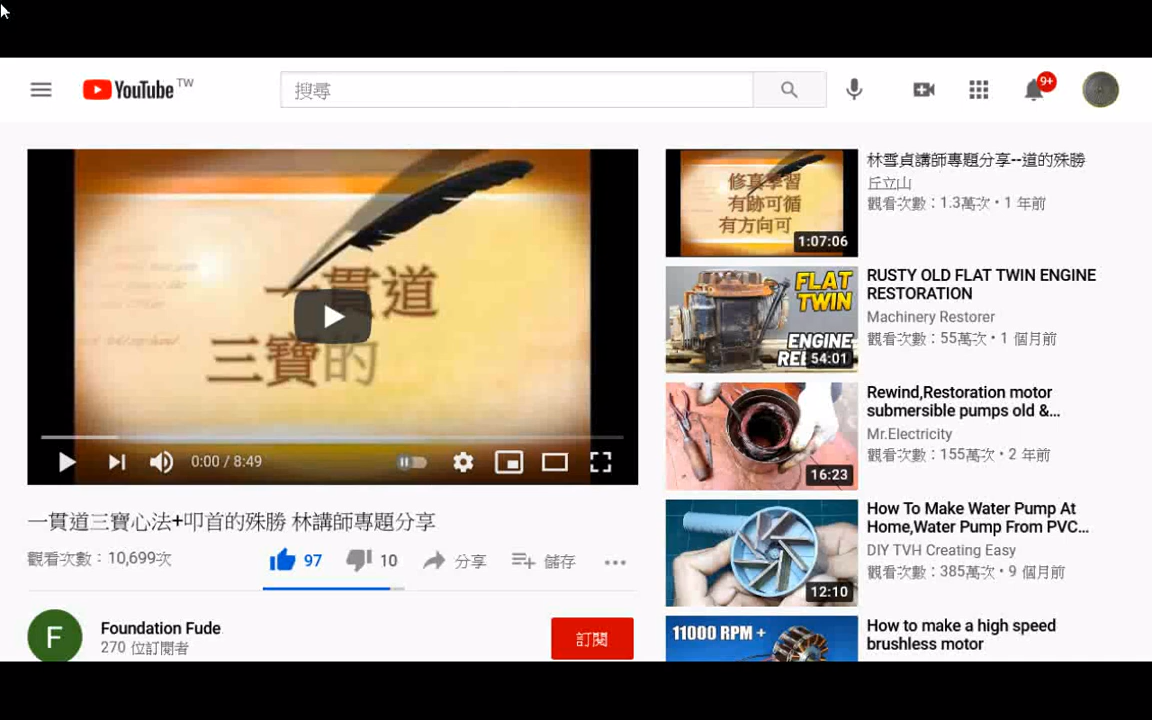 YouTube TW
搜尋
9+
一貫道
三寶的
0:00 / 8:49
一貫道三寶心法+叩首的殊勝 林講師專題分享
觀看次數：10,699次
97
10
分享
儲存
F
Foundation Fude
270 位訂閱者
訂閱
修真學習
有跡可循
有方向可
1:07:06
林雪貞講師專題分享--道的殊勝
丘立山
觀看次數：1.3萬次 • 1 年前
FLAT
TWIN
ENGINE
54:01
RUSTY OLD FLAT TWIN ENGINE
RESTORATION
Machinery Restorer
觀看次數：55萬次 • 1 個月前
16:23
Rewind,Restoration motor
submersible pumps old &...
Mr.Electricity
觀看次數：155萬次 • 2 年前
12:10
How To Make Water Pump At
Home,Water Pump From PVC...
DIY TVH Creating Easy
觀看次數：385萬次 • 9 個月前
11000 RPM +
How to make a high speed
brushless motor